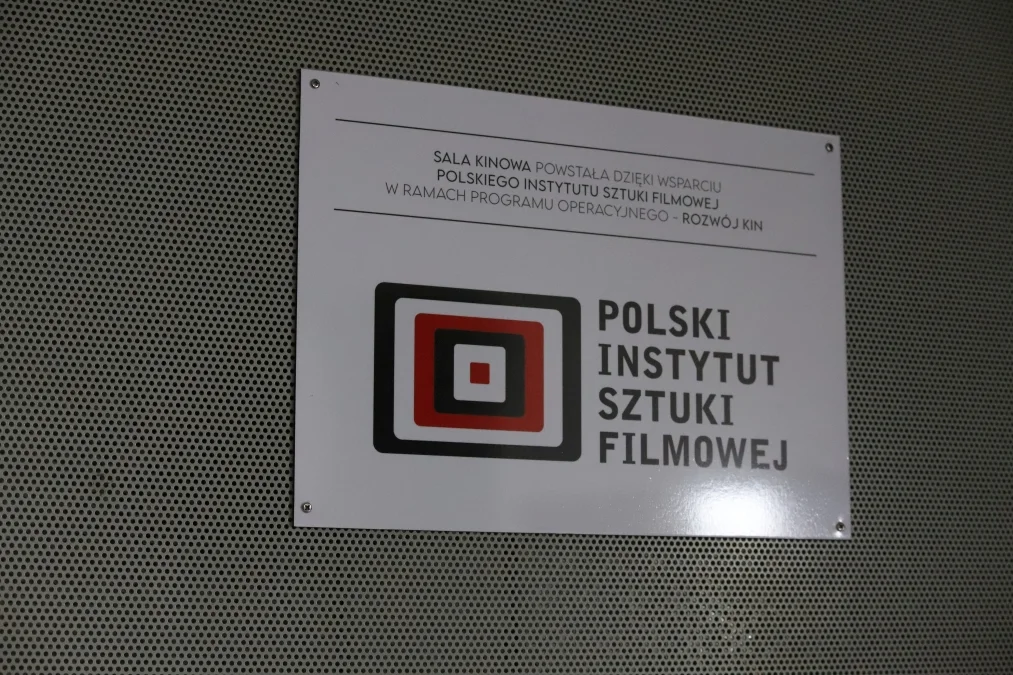 SALA KINOWA POWSTAŁA DZIĘKI WSPARCIU
POLSKIEGO INSTYTUTU SZTUKI FILMOWEJ
W RAMACH PROGRAMU OPERACYJNEGO – ROZWÓJ KIN
POLSKI
INSTYTUT
SZTUKI
FILMOWEJ